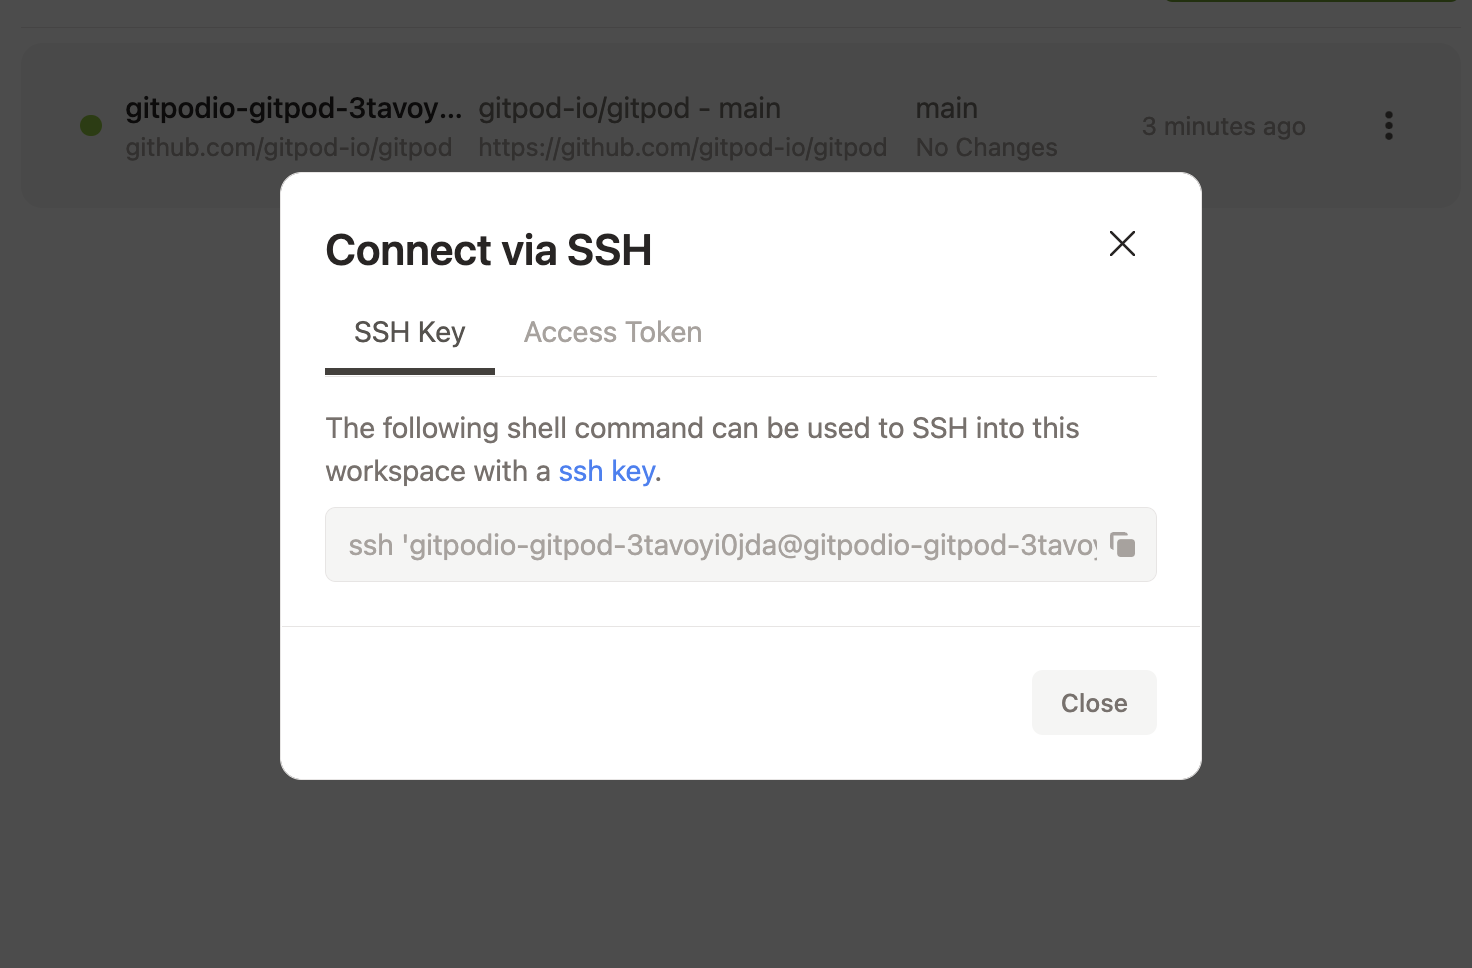 gitpodio-gitpod-3tavoy... gitpod-io/gitpod - main main
3 minutes ago
github.com/gitpod-io/gitpod https://github.com/gitpod-io/gitpod No Changes
Connect via SSH
SSH Key Access Token
The following shell command can be used to SSH into this
workspace with a ssh key.
ssh 'gitpodio-gitpod-3tavoyi0jda@gitpodio-gitpod-3tavoy
Close